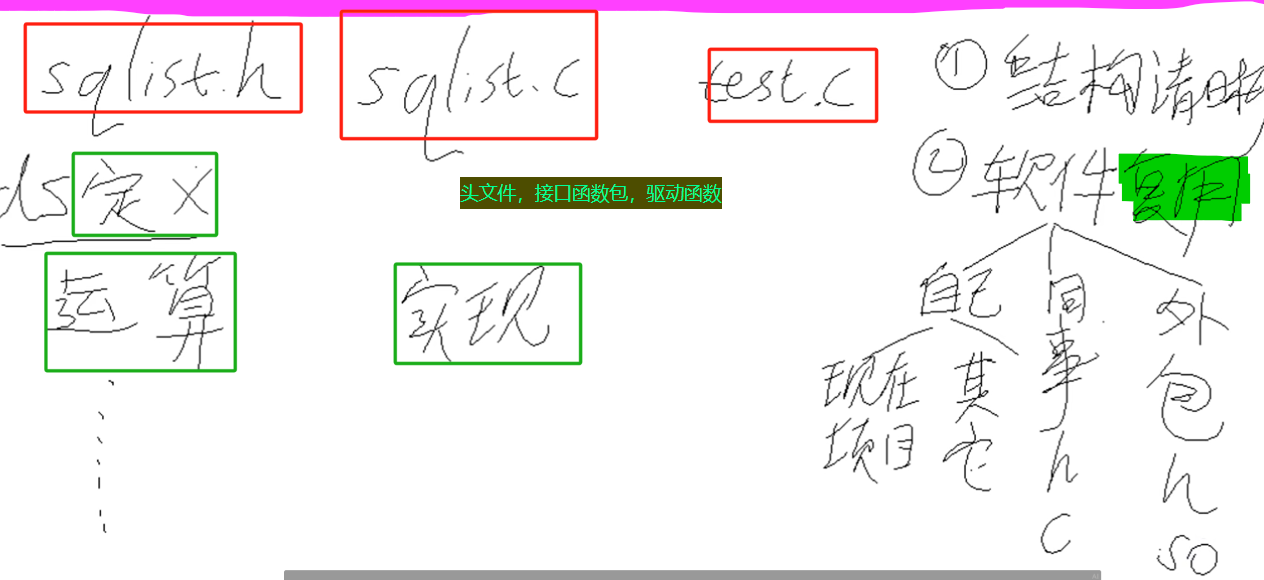 sqlist.h
sqlist.c
test.c
① 结构清晰
② 软件复用
ds定义
头文件，接口函数包，驱动函数
运算
实现
自己
同事
h
c
外包
h
so
现在
项目
其它